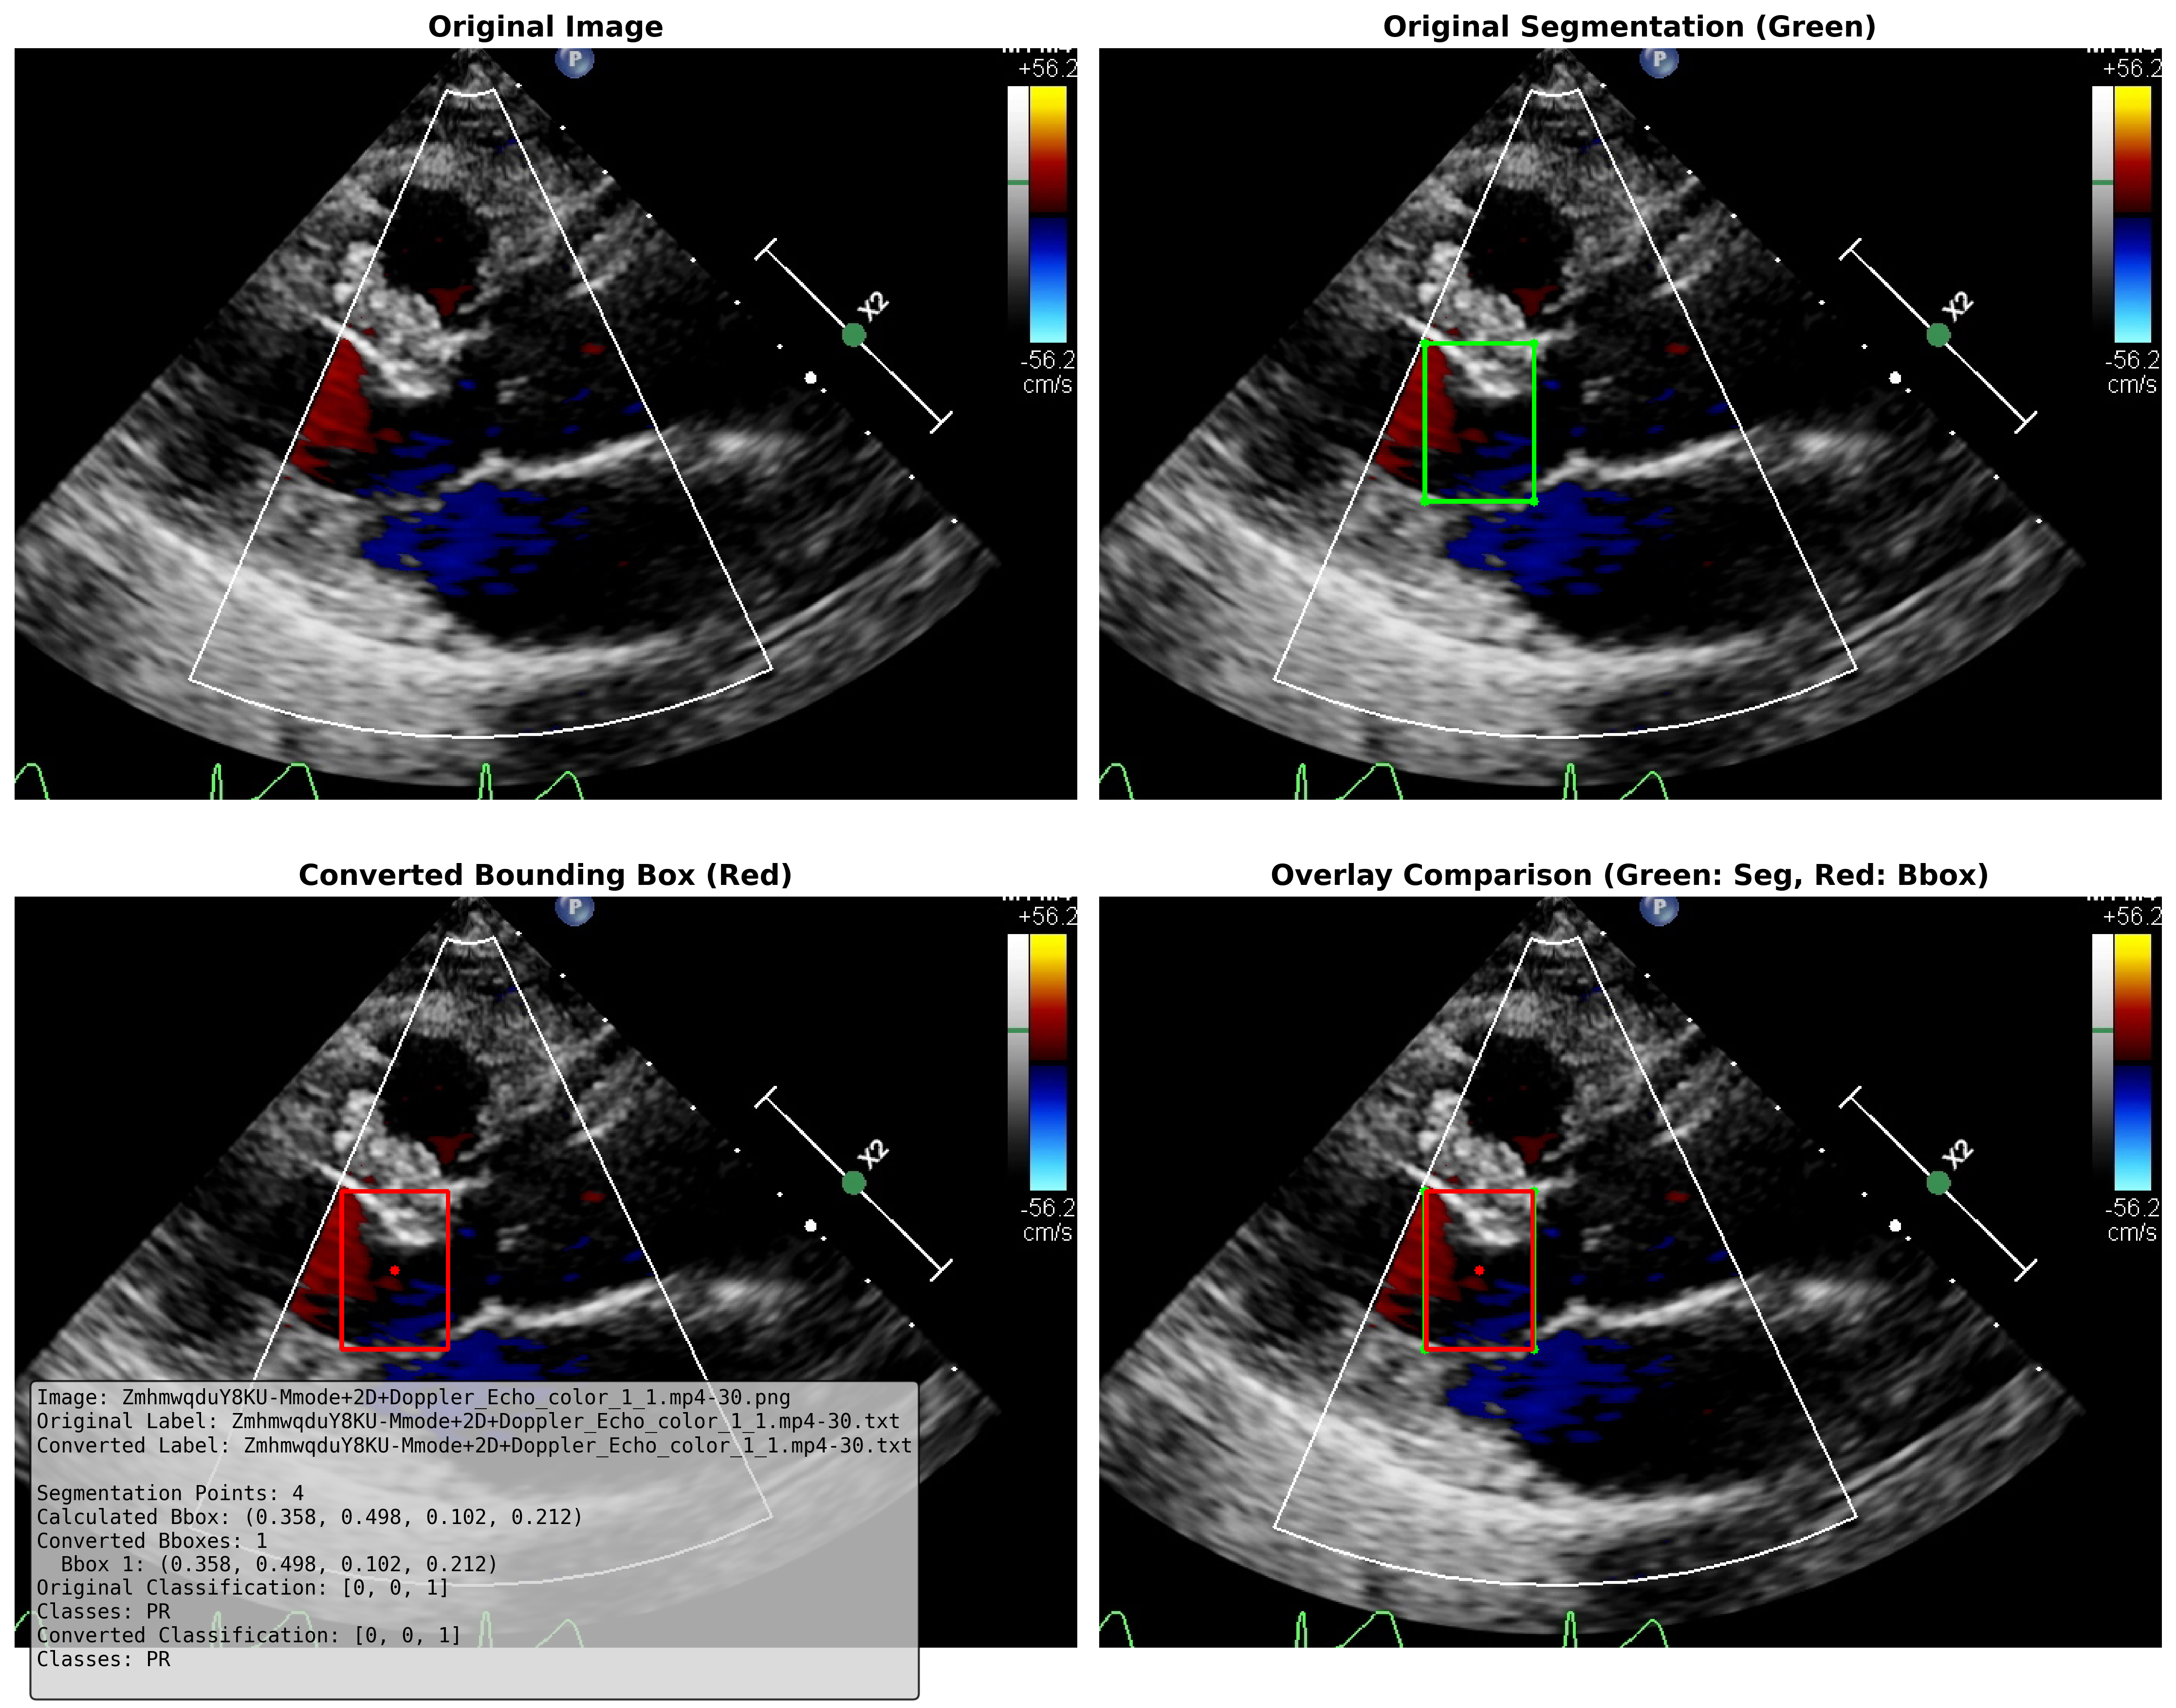 Original Image
P
+56.2
X2
-56.2
cm/s
Original Segmentation (Green)
P
+56.2
X2
-56.2
cm/s
Converted Bounding Box (Red)
P
+56.2
X2
-56.2
cm/s
Image: ZmhmwqduY8KU-Mmode+2D+Doppler_Echo_color_1_1.mp4-30.png
Original Label: ZmhmwqduY8KU-Mmode+2D+Doppler_Echo_color_1_1.mp4-30.txt
Converted Label: ZmhmwqduY8KU-Mmode+2D+Doppler_Echo_color_1_1.mp4-30.txt
Segmentation Points: 4
Calculated Bbox: (0.358, 0.498, 0.102, 0.212)
Converted Bboxes: 1
Bbox 1: (0.358, 0.498, 0.102, 0.212)
Original Classification: [0, 0, 1]
Classes: PR
Converted Classification: [0, 0, 1]
Classes: PR
Overlay Comparison (Green: Seg, Red: Bbox)
P
+56.2
X2
-56.2
cm/s